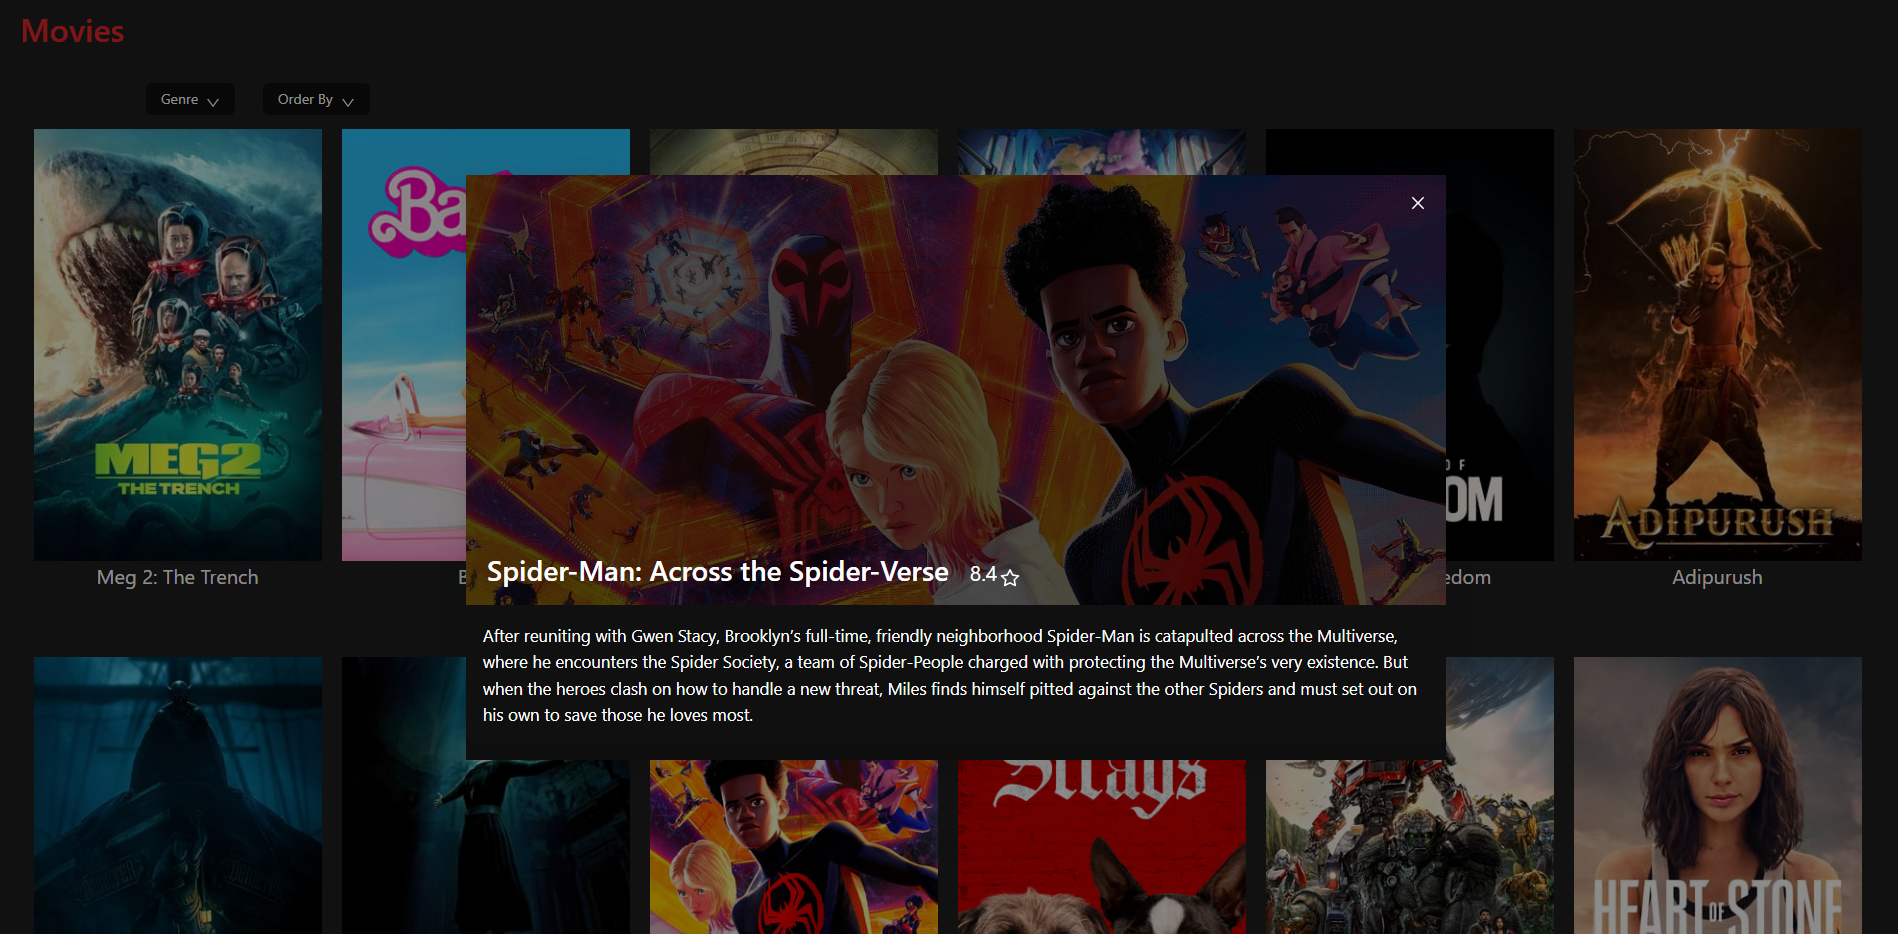 Movies
Genre
Order By
Ba
MEG2
THE TRENCH
OF
OM
ADIPURUSH
Meg 2: The Trench
B
edom
Adipurush
Spider-Man: Across the Spider-Verse 8.4
After reuniting with Gwen Stacy, Brooklyn’s full-time, friendly neighborhood Spider-Man is catapulted across the Multiverse,
where he encounters the Spider Society, a team of Spider-People charged with protecting the Multiverse’s very existence. But
when the heroes clash on how to handle a new threat, Miles finds himself pitted against the other Spiders and must set out on
his own to save those he loves most.
Strays
DEMETER
HEART OF STONE